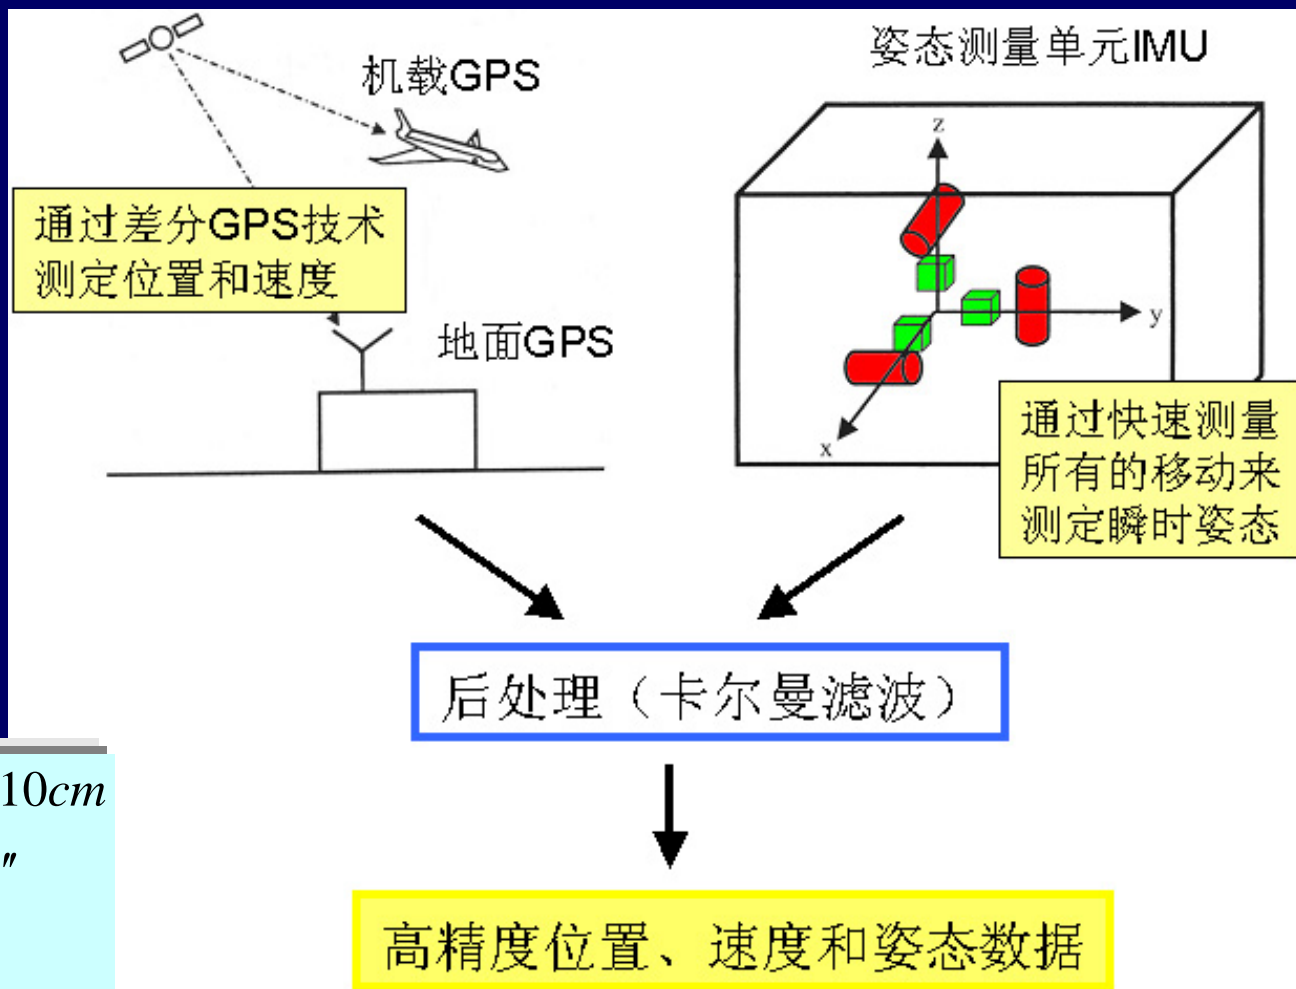 机载GPS
姿态测量单元IMU
通过差分GPS技术
测定位置和速度
地面GPS
z
y
x
通过快速测量
所有的移动来
测定瞬时姿态
后处理（卡尔曼滤波）
10cm
″
高精度位置、速度和姿态数据